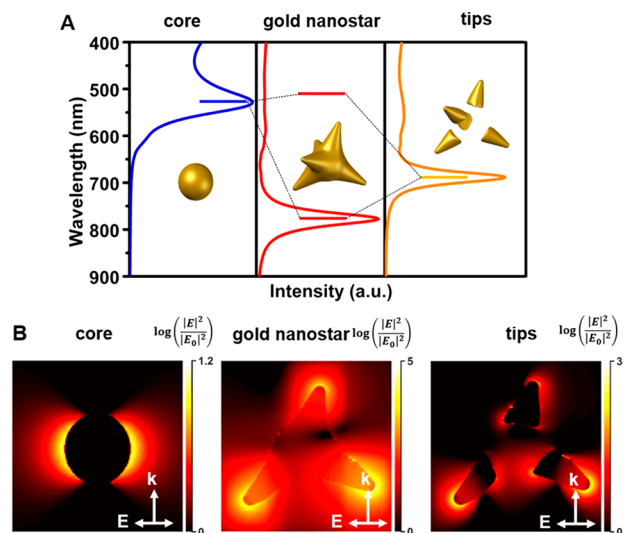 A
core
gold nanostar
tips
Wavelength (nm)
400
500
600
700
800
900
Intensity (a.u.)
B
core
log(|E|²/|E₀|²)
gold nanostar
log(|E|²/|E₀|²)
tips
log(|E|²/|E₀|²)
1.2
0
k
E
5
0
k
E
3
0
k
E